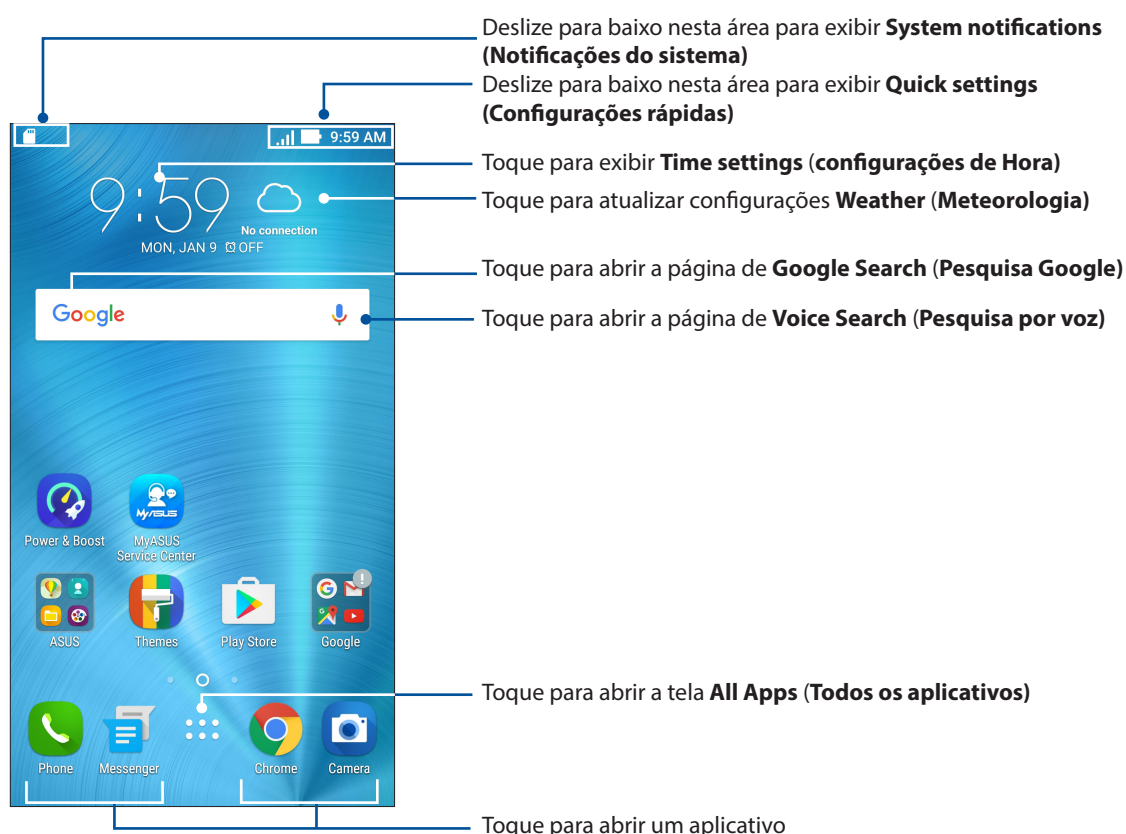 Deslize para baixo nesta área para exibir System notifications
(Notificações do sistema)
Deslize para baixo nesta área para exibir Quick settings
(Configurações rápidas)
9:59 AM
Toque para exibir Time settings (configurações de Hora)
9:59
Toque para atualizar configurações Weather (Meteorologia)
No connection
MON, JAN 9 OFF
Toque para abrir a página de Google Search (Pesquisa Google)
Google
Toque para abrir a página de Voice Search (Pesquisa por voz)
MyASUS
Power & Boost
MyASUS
Service Center
G
!
ASUS
Themes
Play Store
Google
Toque para abrir a tela All Apps (Todos os aplicativos)
Phone
Messenger
Chrome
Camera
Toque para abrir um aplicativo